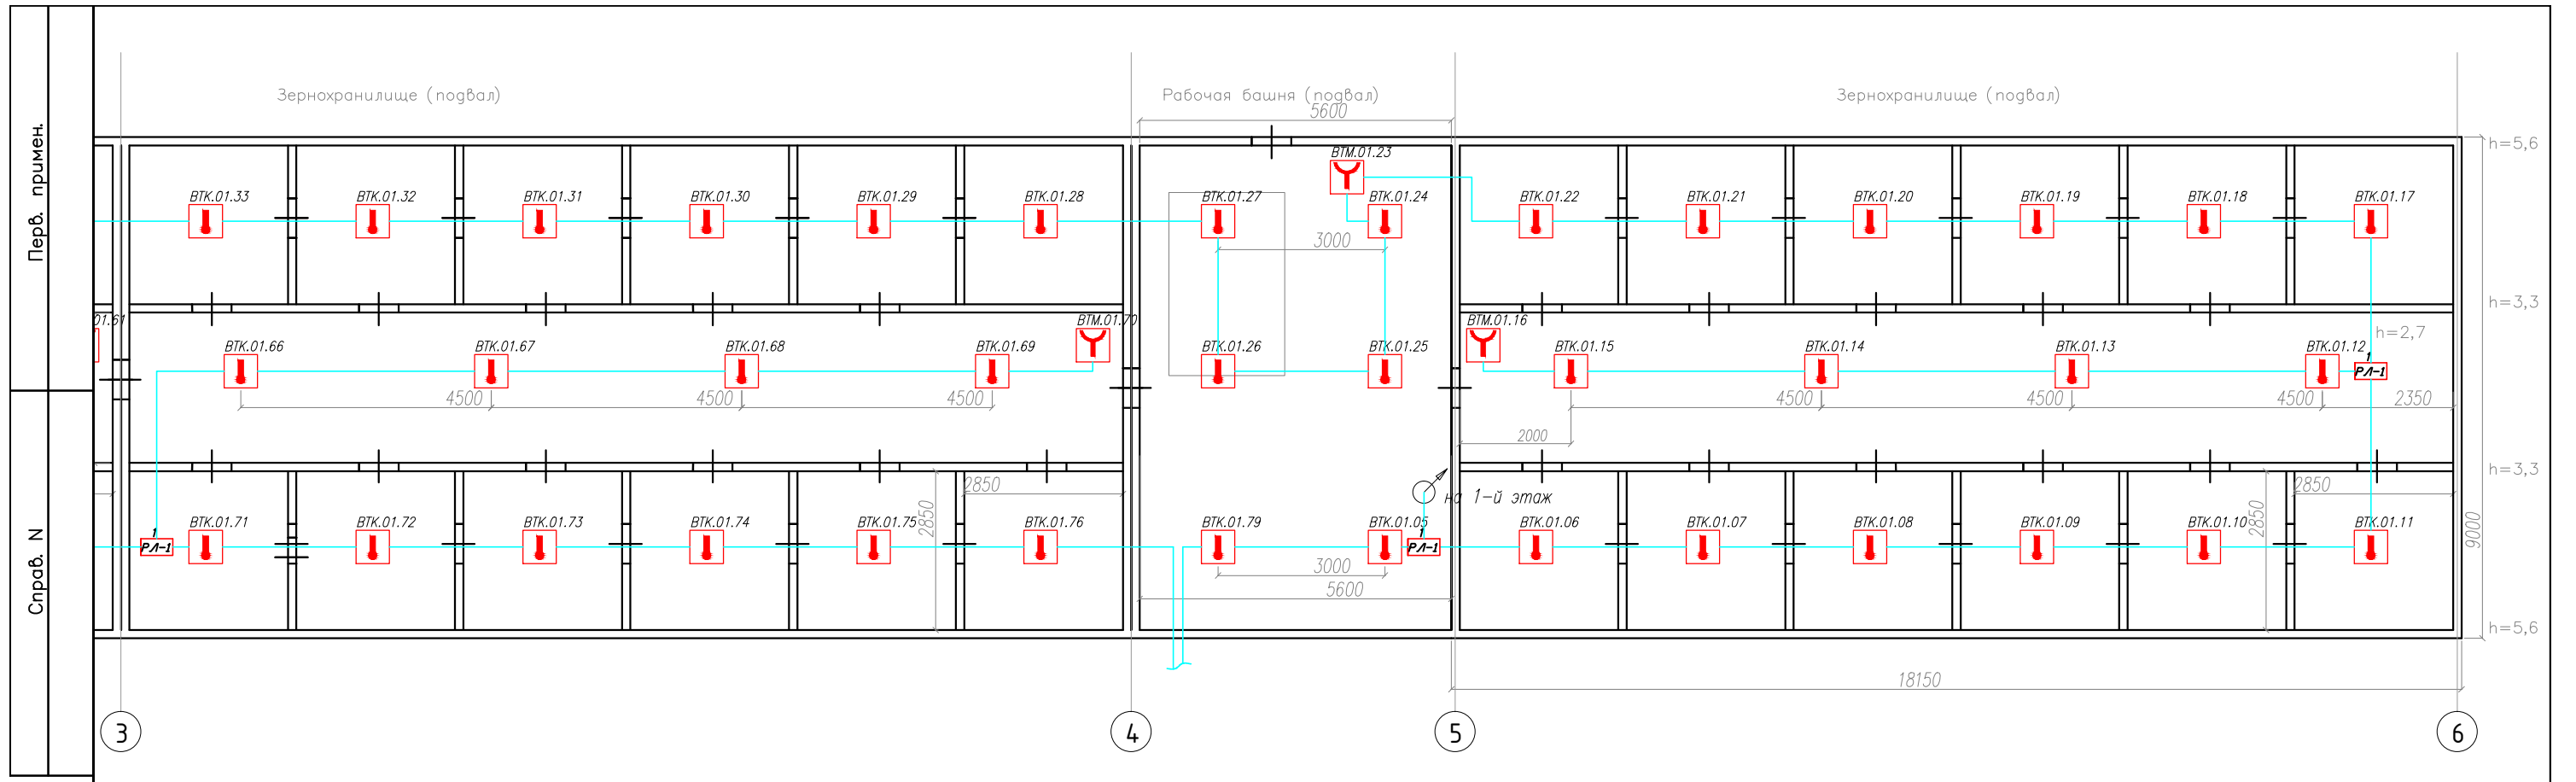 Перв. примен.
Справ. N
Зернохранилище (подвал)
Рабочая башня (подвал)
Зернохранилище (подвал)
5600
h=5,6
ВТМ.01.23
ВТК.01.33
ВТК.01.32
ВТК.01.31
ВТК.01.30
ВТК.01.29
ВТК.01.28
ВТК.01.27
ВТК.01.24
ВТК.01.22
ВТК.01.21
ВТК.01.20
ВТК.01.19
ВТК.01.18
ВТК.01.17
3000
h=3,3
01.61
ВТМ.01.70
ВТМ.01.16
h=2,7
ВТК.01.66
ВТК.01.67
ВТК.01.68
ВТК.01.69
ВТК.01.26
ВТК.01.25
ВТК.01.15
ВТК.01.14
ВТК.01.13
ВТК.01.12
1
РЛ-1
4500
4500
4500
4500
4500
4500
2350
2000
h=3,3
2850
на 1-й этаж
2850
ВТК.01.71
ВТК.01.72
ВТК.01.73
ВТК.01.74
ВТК.01.75
ВТК.01.76
ВТК.01.79
ВТК.01.05
ВТК.01.06
ВТК.01.07
ВТК.01.08
ВТК.01.09
ВТК.01.10
ВТК.01.11
2850
2850
9000
1
РЛ-1
1
РЛ-1
3000
5600
h=5,6
18150
3
4
5
6